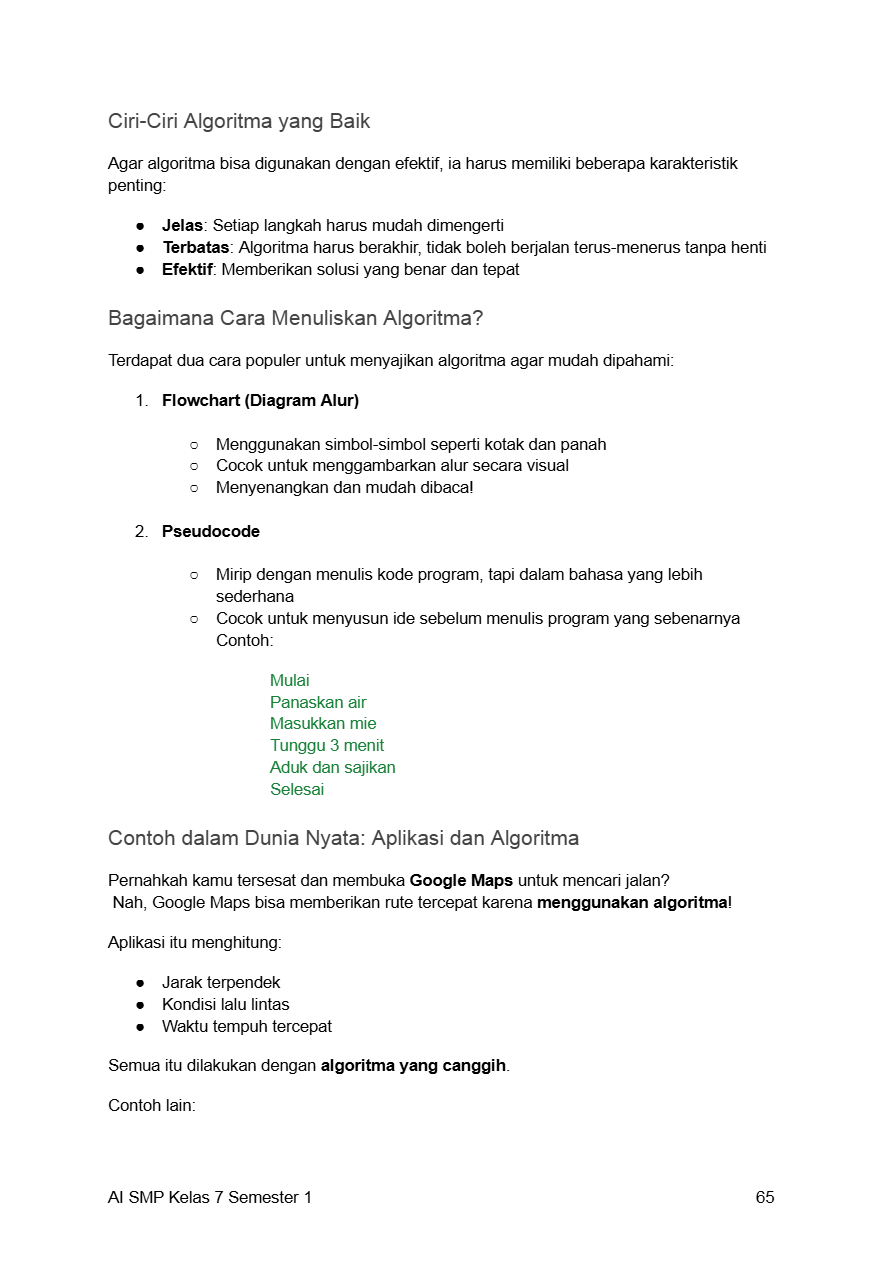 Ciri-Ciri Algoritma yang Baik
Agar algoritma bisa digunakan dengan efektif, ia harus memiliki beberapa karakteristik
penting:
● Jelas: Setiap langkah harus mudah dimengerti
● Terbatas: Algoritma harus berakhir, tidak boleh berjalan terus-menerus tanpa henti
● Efektif: Memberikan solusi yang benar dan tepat
Bagaimana Cara Menuliskan Algoritma?
Terdapat dua cara populer untuk menyajikan algoritma agar mudah dipahami:
1. Flowchart (Diagram Alur)
○ Menggunakan simbol-simbol seperti kotak dan panah
○ Cocok untuk menggambarkan alur secara visual
○ Menyenangkan dan mudah dibaca!
2. Pseudocode
○ Mirip dengan menulis kode program, tapi dalam bahasa yang lebih
sederhana
○ Cocok untuk menyusun ide sebelum menulis program yang sebenarnya
Contoh:
Mulai
Panaskan air
Masukkan mie
Tunggu 3 menit
Aduk dan sajikan
Selesai
Contoh dalam Dunia Nyata: Aplikasi dan Algoritma
Pernahkah kamu tersesat dan membuka Google Maps untuk mencari jalan?
Nah, Google Maps bisa memberikan rute tercepat karena menggunakan algoritma!
Aplikasi itu menghitung:
● Jarak terpendek
● Kondisi lalu lintas
● Waktu tempuh tercepat
Semua itu dilakukan dengan algoritma yang canggih.
Contoh lain:
AI SMP Kelas 7 Semester 1 65